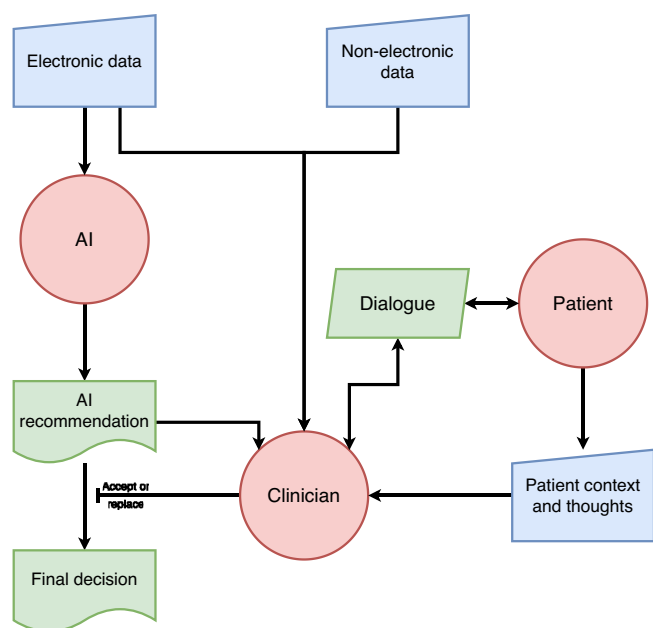 Electronic data
Non-electronic
data
AI
Dialogue
Patient
AI
recommendation
Accept or
replace
Clinician
Patient context
and thoughts
Final decision